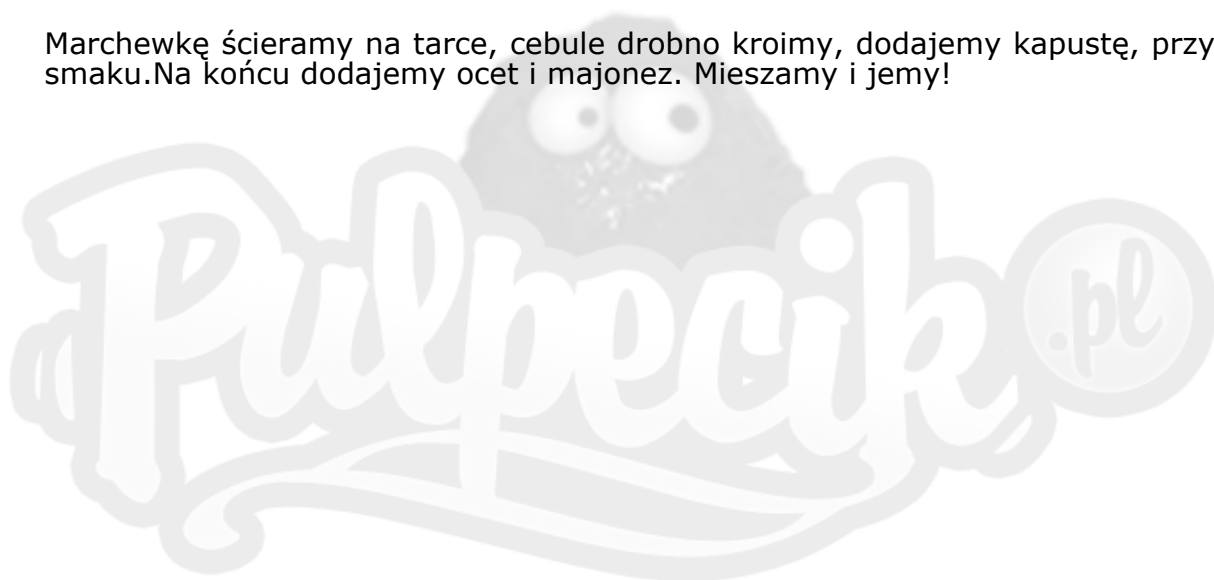 Marchewkę ścieramy na tarce, cebule drobno kroimy, dodajemy kapustę, przy
smaku.Na końcu dodajemy ocet i majonez. Mieszamy i jemy!
Pulpecik .pl